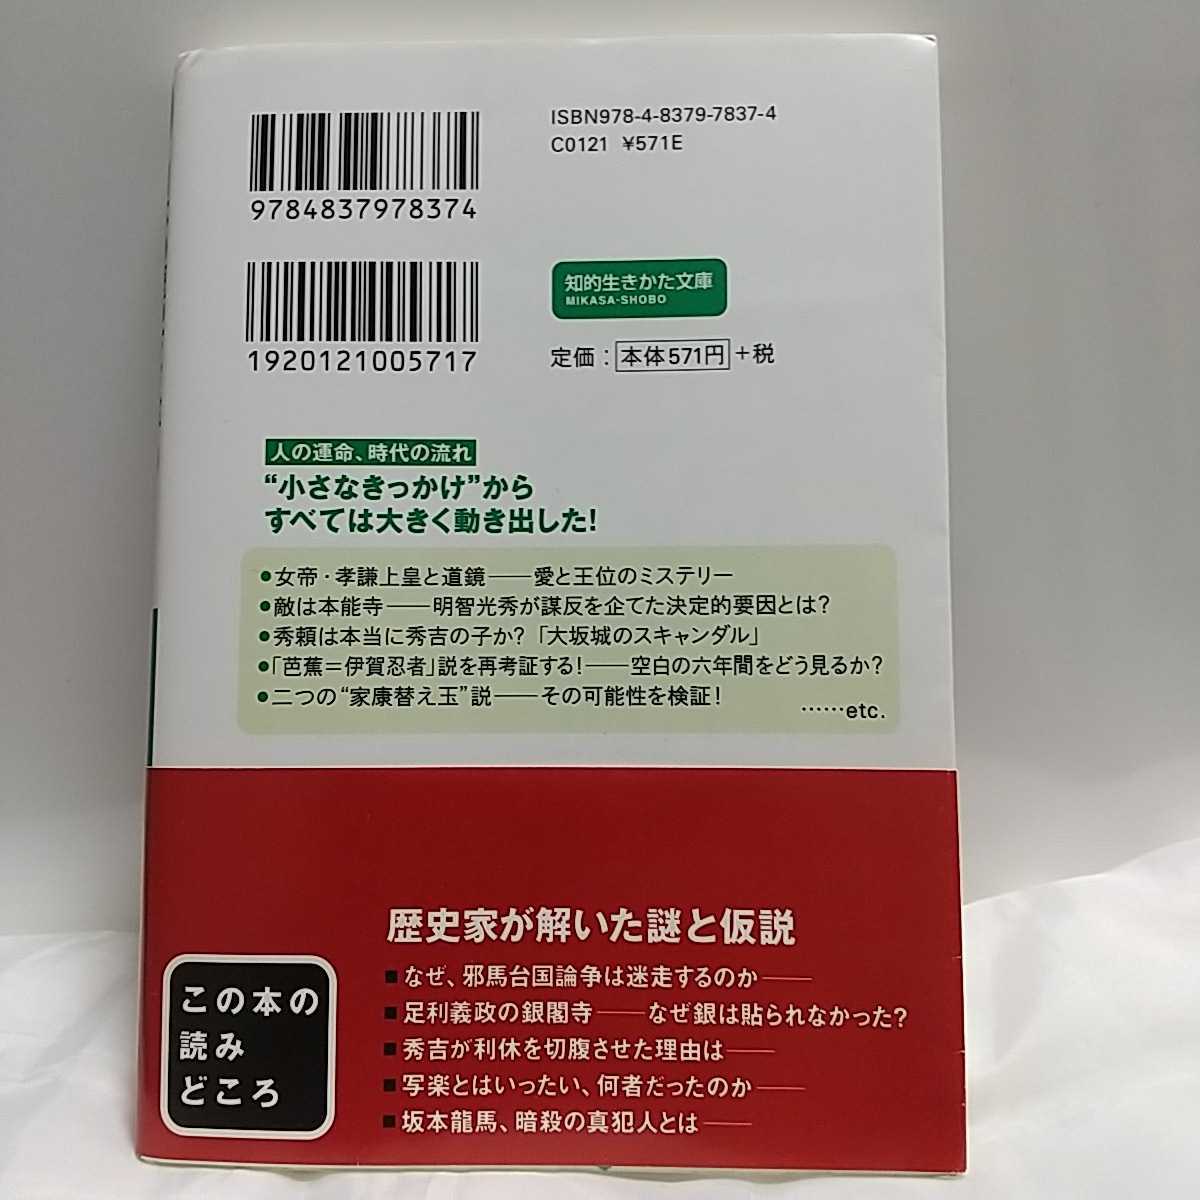 ISBN978-4-8379-7837-4
C0121 ¥571E
9784837978374
知的生きかた文庫
MIKASA-SHOBO
1920121005717
定価：本体571円+税
人の運命、時代の流れ
“小さなきっかけ”から
すべては大きく動き出した！
●女帝・孝謙上皇と道鏡——愛と王位のミステリー
●敵は本能寺——明智光秀が謀反を企てた決定的要因とは？
●秀頼は本当に秀吉の子か？「大坂城のスキャンダル」
●「芭蕉＝伊賀忍者」説を再考証する！——空白の六年間をどう見るか？
●二つの“家康替え玉”説——その可能性を検証！
……etc.
歴史家が解いた謎と仮説
■なぜ、邪馬台国論争は迷走するのか——
■足利義政の銀閣寺——なぜ銀は貼られなかった？
■秀吉が利休を切腹させた理由は——
■写楽とはいったい、何者だったのか——
■坂本龍馬、暗殺の真犯人とは——
この本の
読み
どころ